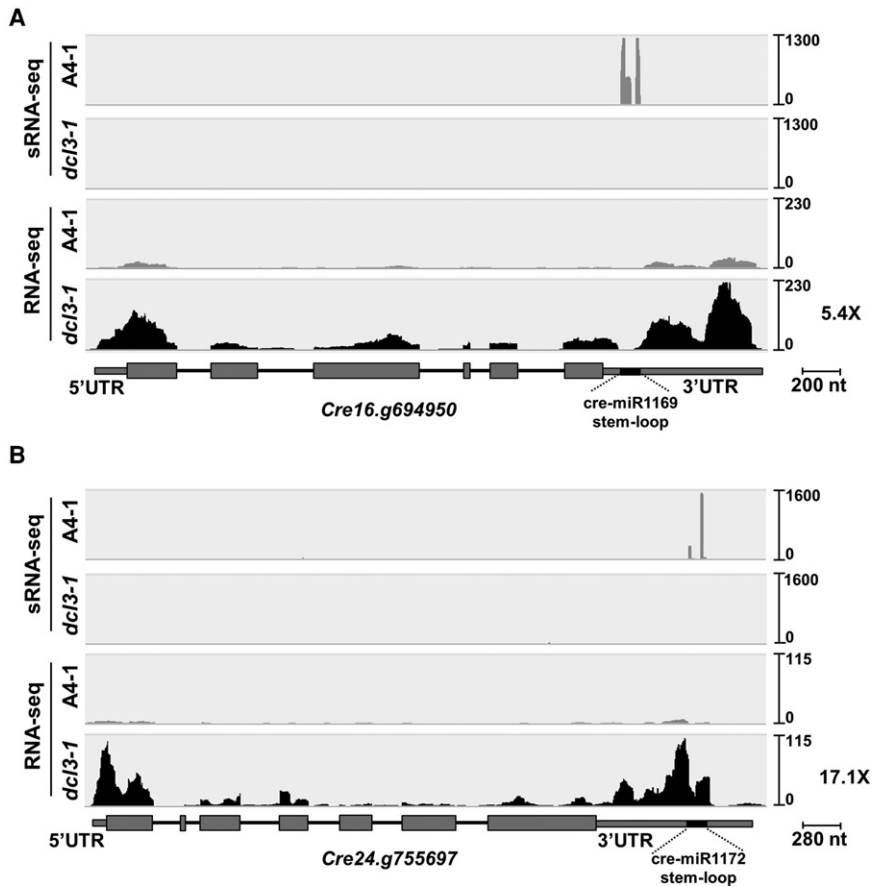 A
sRNA-seq
A4-1
1300
0
dcl3-1
1300
0
RNA-seq
A4-1
230
0
dcl3-1
230
0
5.4X
5'UTR
3'UTR
200 nt
Cre16.g694950
cre-miR1169
stem-loop
B
sRNA-seq
A4-1
1600
0
dcl3-1
1600
0
RNA-seq
A4-1
115
0
dcl3-1
115
0
17.1X
5'UTR
3'UTR
280 nt
Cre24.g755697
cre-miR1172
stem-loop